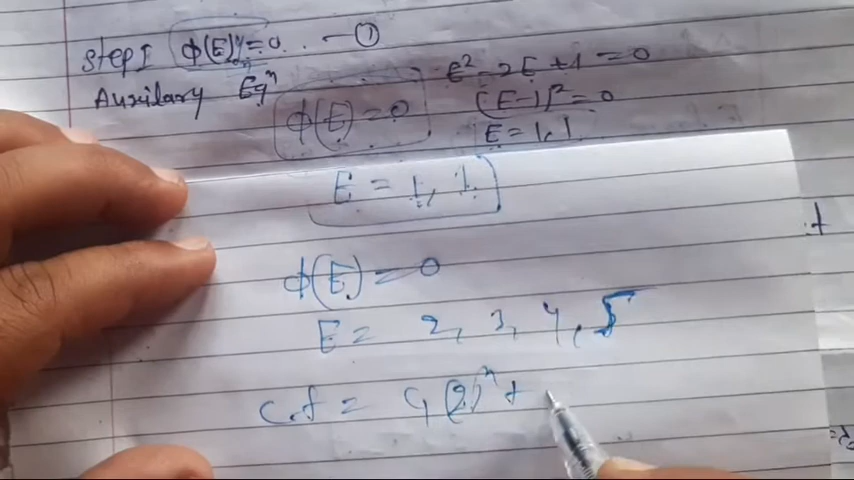 Step I φ(E)y = 0 .. — ①
Auxilary Eqⁿ
φ(E) = 0
E² - 2E + 1 = 0
(E-1)² = 0
E = 1, 1
E = 1, 1
φ(E) = 0
E = 2, 3, 4, 5
C.f = C₁(2)ⁿ +